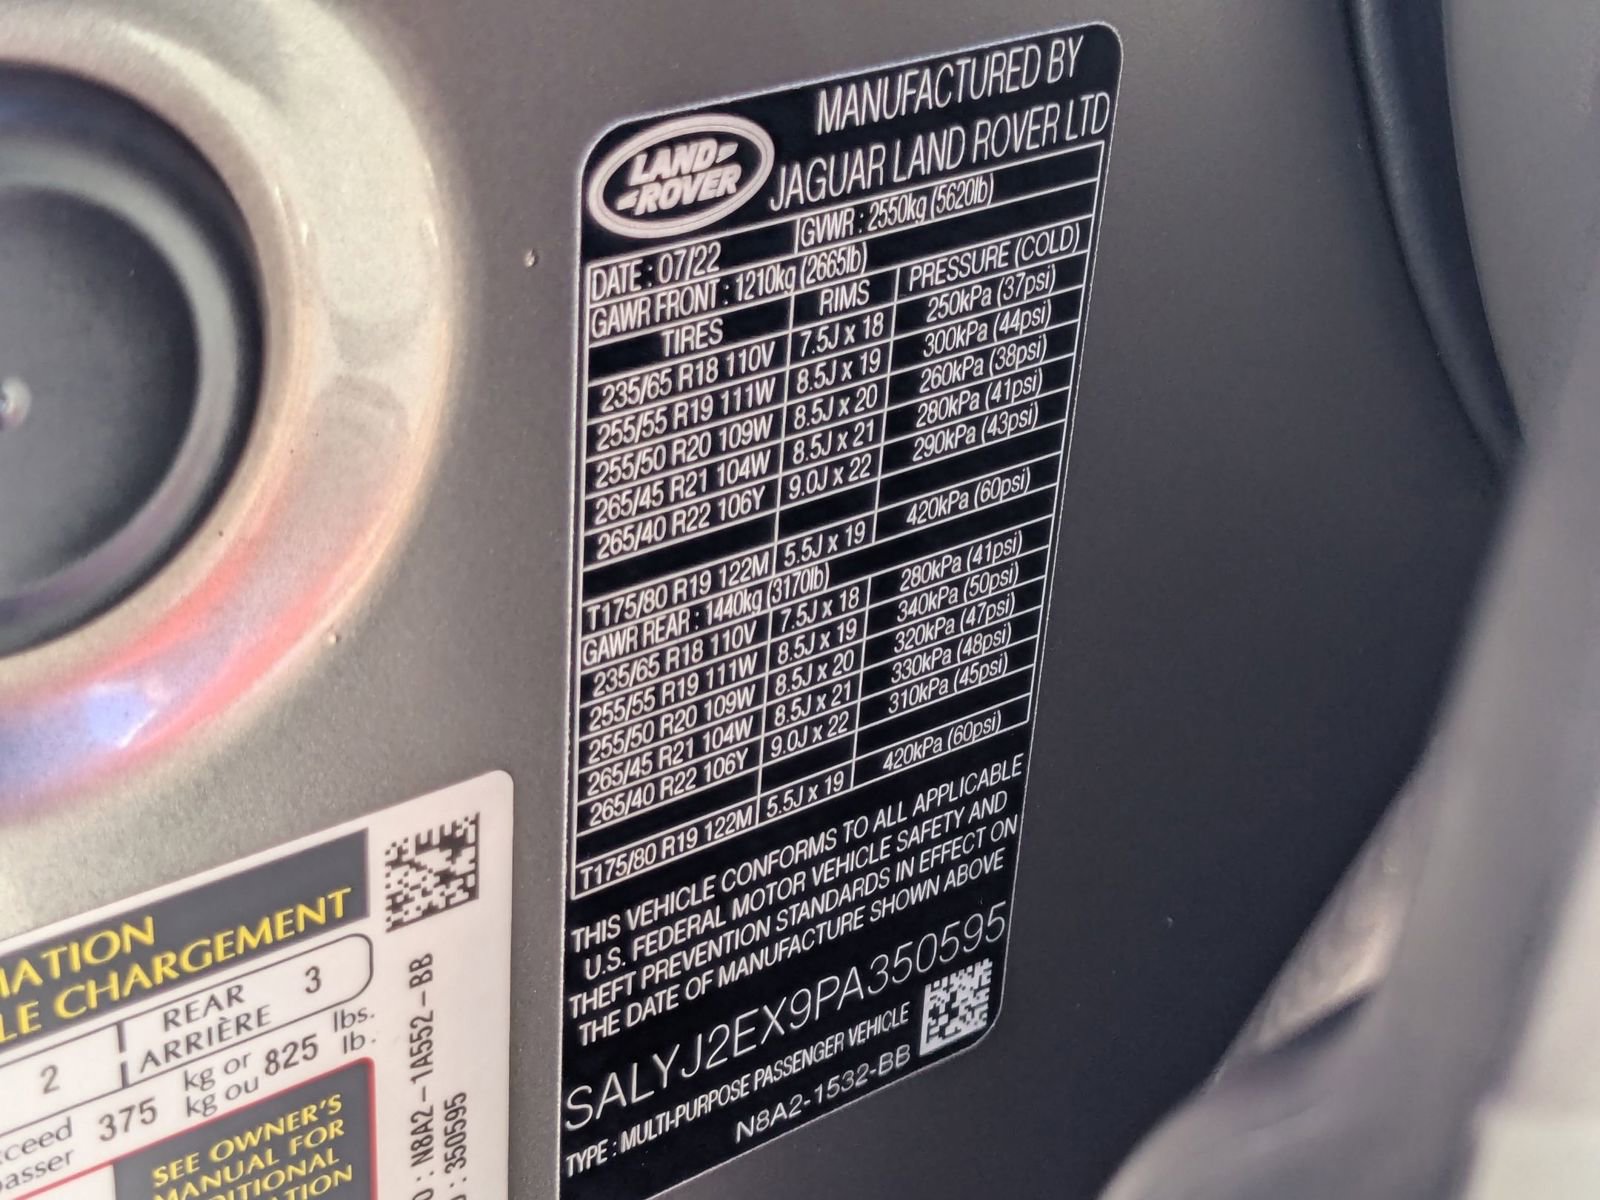 LAND
ROVER
MANUFACTURED BY
JAGUAR LAND ROVER LTD
DATE : 07/22 GVWR : 2550kg (5620lb)
GAWR FRONT : 1210kg (2665lb)
TIRES RIMS PRESSURE (COLD)
235/65 R18 110V 7.5J x 18 250kPa (37psi)
255/55 R19 111W 8.5J x 19 300kPa (44psi)
255/50 R20 109W 8.5J x 20 260kPa (38psi)
265/45 R21 104W 8.5J x 21 280kPa (41psi)
265/40 R22 106Y 9.0J x 22 290kPa (43psi)
T175/80 R19 122M 5.5J x 19 420kPa (60psi)
GAWR REAR : 1440kg (3170lb)
235/65 R18 110V 7.5J x 18 280kPa (41psi)
255/55 R19 111W 8.5J x 19 340kPa (50psi)
255/50 R20 109W 8.5J x 20 320kPa (47psi)
265/45 R21 104W 8.5J x 21 330kPa (48psi)
265/40 R22 106Y 9.0J x 22 310kPa (45psi)
T175/80 R19 122M 5.5J x 19 420kPa (60psi)
THIS VEHICLE CONFORMS TO ALL APPLICABLE
U.S. FEDERAL MOTOR VEHICLE SAFETY AND
THEFT PREVENTION STANDARDS IN EFFECT ON
THE DATE OF MANUFACTURE SHOWN ABOVE
SALYJ2EX9PA350595
TYPE : MULTI-PURPOSE PASSENGER VEHICLE
N8A2-1532-BB
MATION
LE CHARGEMENT
2 REAR 3
ARRIÈRE
xceed 375 kg or 825 lbs.
passer kg ou lb.
SEE OWNER'S
MANUAL FOR
DITIONAL
ATION
: N8A2-1A552-BB
: 350595